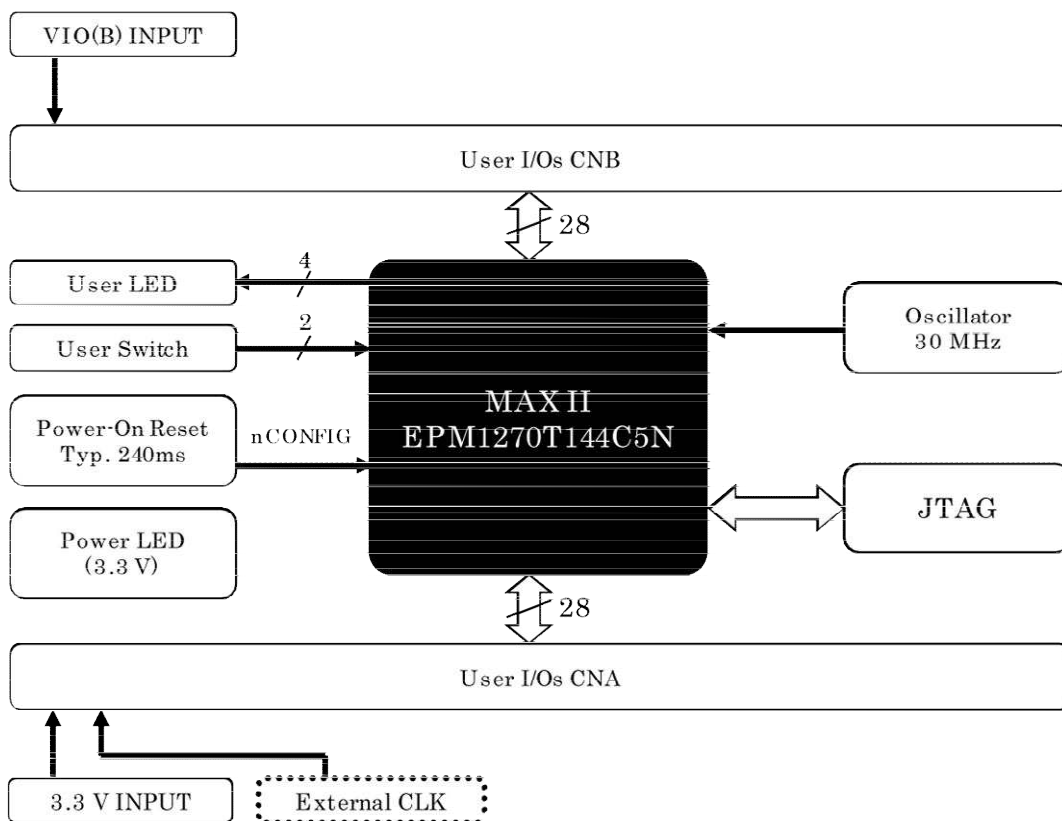 VIO(B) INPUT
User I/Os CNB
28
User LED
4
User Switch
2
Oscillator
30 MHz
MAX II
EPM1270T144C5N
Power-On Reset
Typ. 240ms
nCONFIG
JTAG
Power LED
(3.3 V)
28
User I/Os CNA
3.3 V INPUT
External CLK